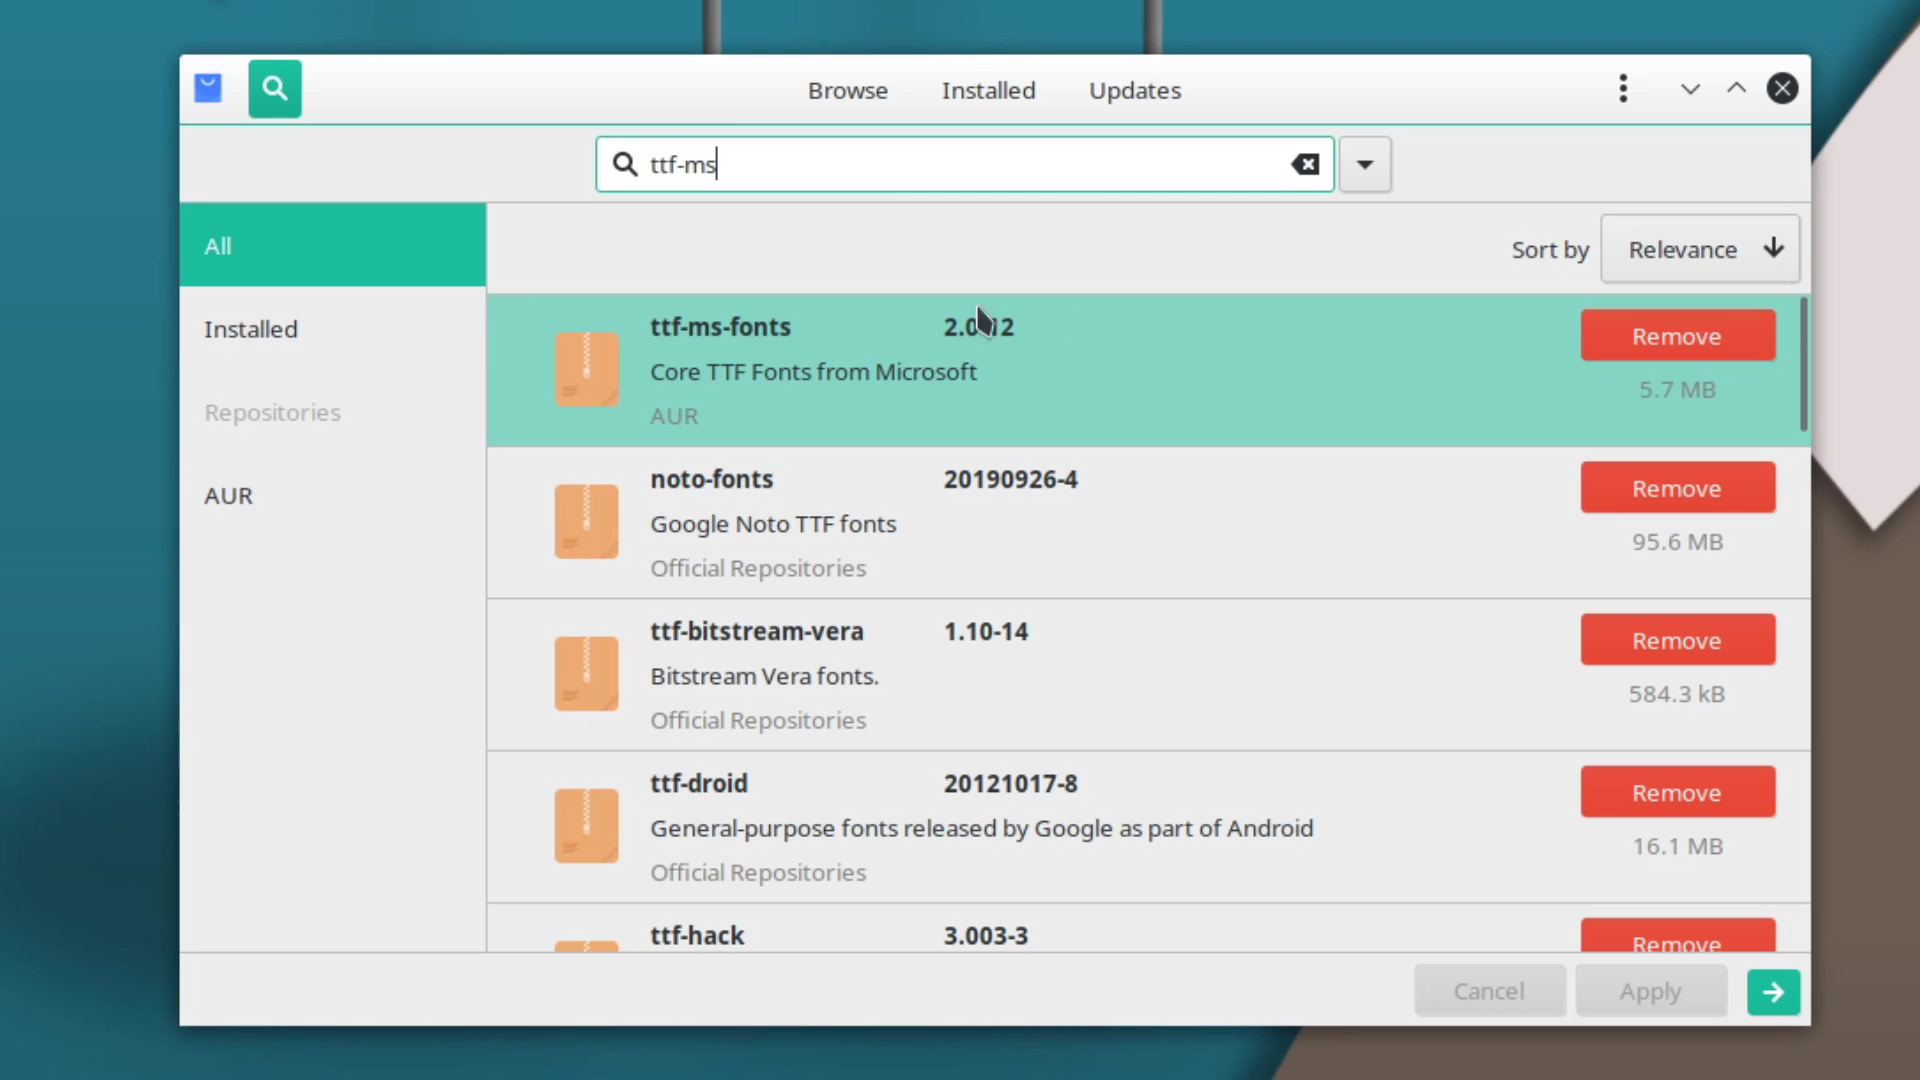 Browse
Installed
Updates
ttf-ms
All
Installed
Repositories
AUR
Sort by
Relevance
ttf-ms-fonts
Core TTF Fonts from Microsoft
AUR
Remove
5.7 MB
noto-fonts 20190926-4
Google Noto TTF fonts
Official Repositories
Remove
95.6 MB
ttf-bitstream-vera 1.10-14
Bitstream Vera fonts.
Official Repositories
Remove
584.3 kB
ttf-droid 20121017-8
General-purpose fonts released by Google as part of Android
Official Repositories
Remove
16.1 MB
ttf-hack 3.003-3
Remove
Cancel
Apply